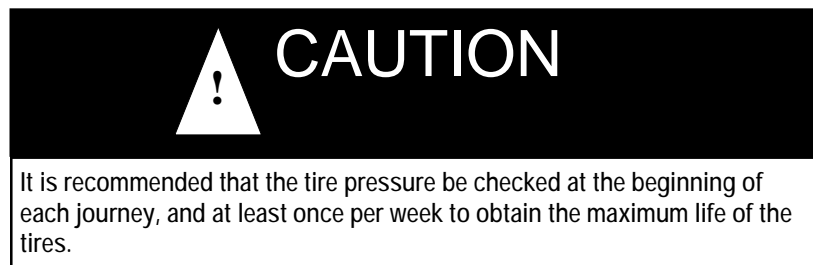 CAUTION
!
It is recommended that the tire pressure be checked at the beginning of
each journey, and at least once per week to obtain the maximum life of the
tires.